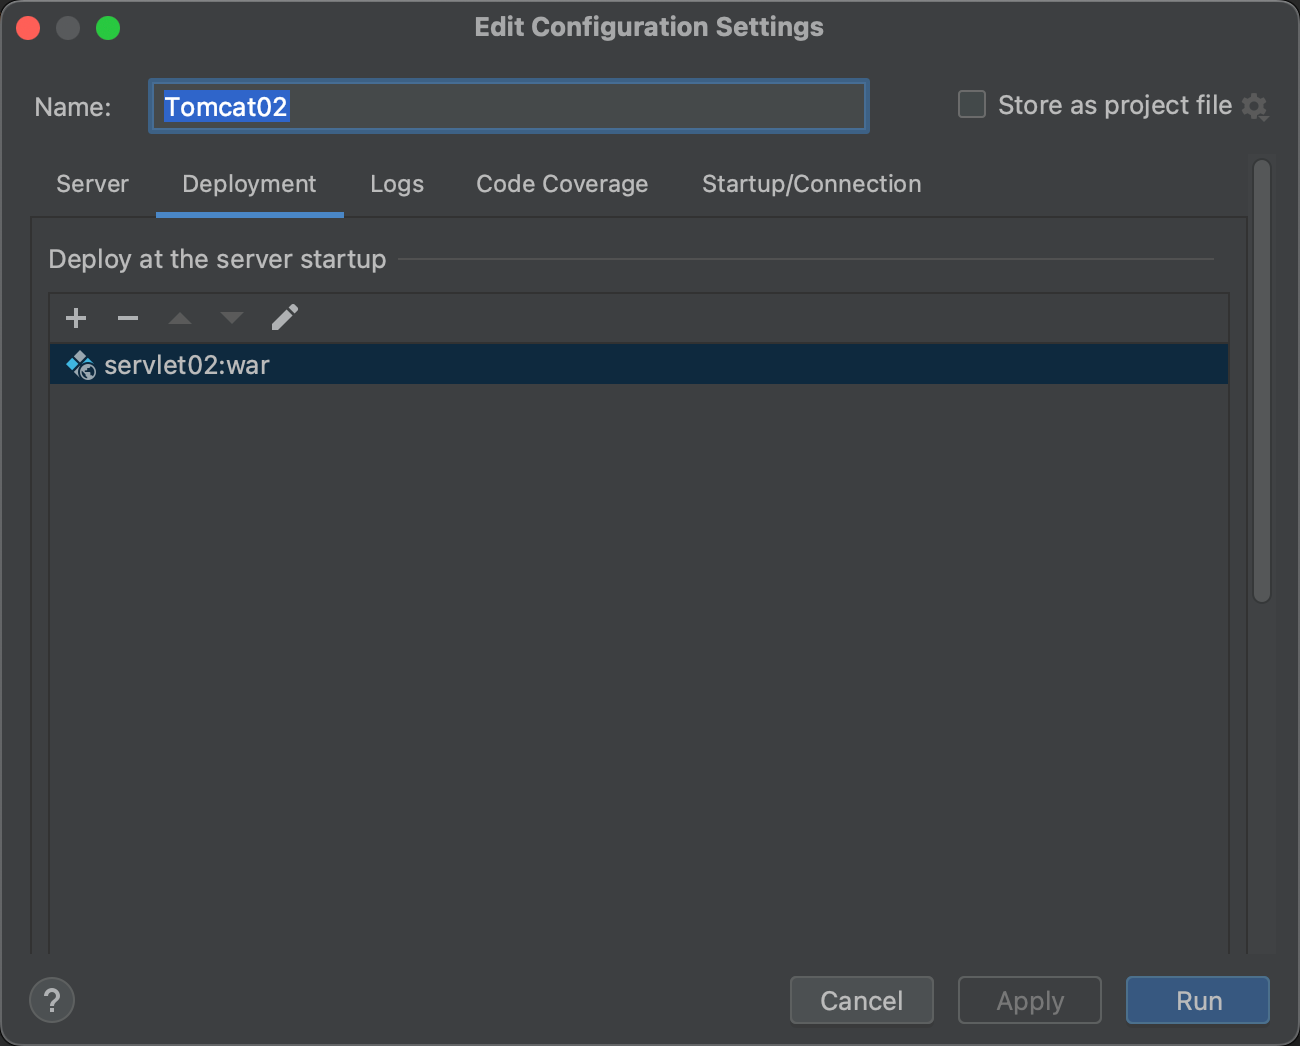 Edit Configuration Settings
Name: Tomcat02 Store as project file
Server Deployment Logs Code Coverage Startup/Connection
Deploy at the server startup
servlet02:war
? Cancel Apply Run